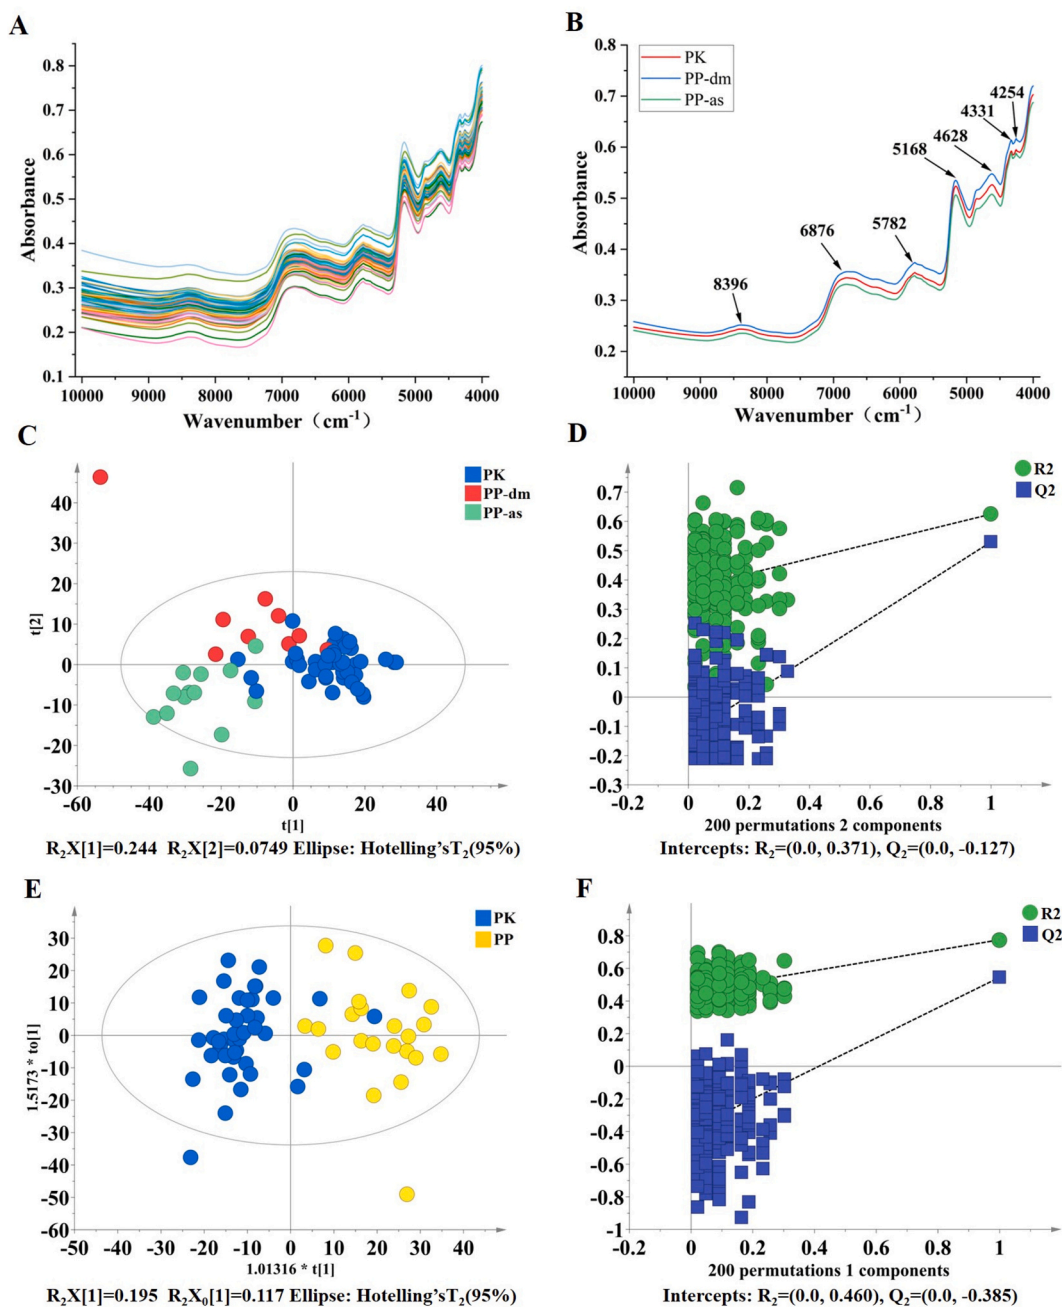 A
B
0.8
0.7
0.6
0.5
0.4
0.3
0.2
0.1
Absorbance
10000 9000 8000 7000 6000 5000 4000
Wavenumber（cm-1）
0.8
0.7
0.6
0.5
0.4
0.3
0.2
Absorbance
PK
PP-dm
PP-as
8396
6876
5782
5168
4628
4331
4254
10000 9000 8000 7000 6000 5000 4000
Wavenumber（cm-1）
C
D
PK
PP-dm
PP-as
40
20
10
0
-10
-20
-30
t[2]
-60 -40 -20 0 20 40
t[1]
R2X[1]=0.244 R2X[2]=0.0749 Ellipse: Hotelling'sT2(95%)
R2
Q2
0.7
0.6
0.5
0.4
0.3
0.2
0.1
0
-0.1
-0.2
-0.3
-0.2 0 0.2 0.4 0.6 0.8 1
200 permutations 2 components
Intercepts: R2=(0.0, 0.371), Q2=(0.0, -0.127)
E
F
PK
PP
30
20
10
0
-10
-20
-30
-40
-50
-60
1.5173 * to[1]
-50 -40 -30 -20 -10 0 10 20 30 40
1.01316 * t[1]
R2X[1]=0.195 R2X0[1]=0.117 Ellipse: Hotelling'sT2(95%)
R2
Q2
0.8
0.6
0.4
0.2
0
-0.2
-0.4
-0.6
-0.8
-1
-0.2 0 0.2 0.4 0.6 0.8 1
200 permutations 1 components
Intercepts: R2=(0.0, 0.460), Q2=(0.0, -0.385)